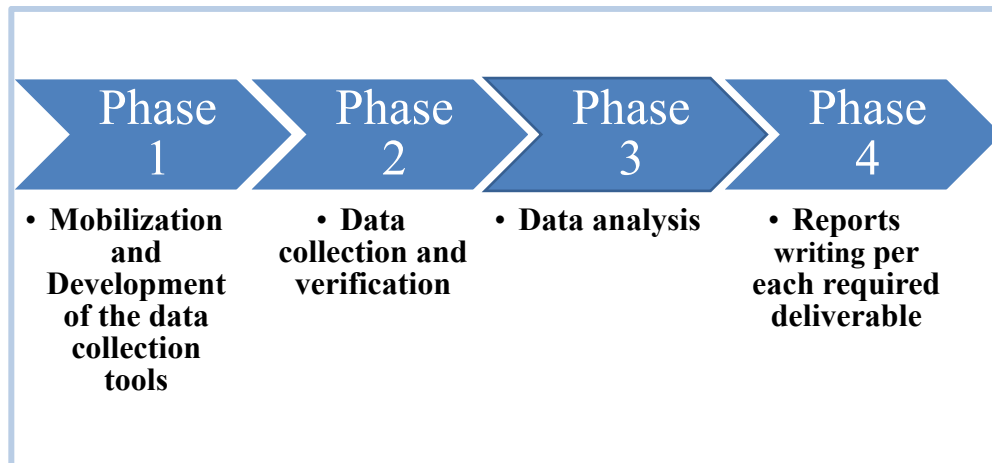 Phase
1
• Mobilization
and
Development
of the data
collection
tools
Phase
2
• Data
collection and
verification
Phase
3
• Data analysis
Phase
4
• Reports
writing per
each required
deliverable